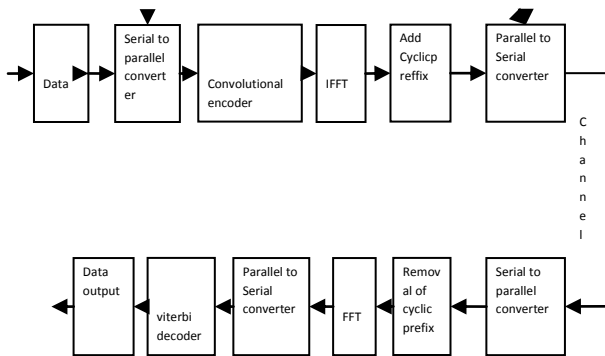 Data
Serial to
parallel
convert
er
Convolutional
encoder
IFFT
Add
Cyclicp
reffix
Parallel to
Serial
converter
C
h
a
n
n
e
l
Data
output
viterbi
decoder
Parallel to
Serial
converter
FFT
Remov
al of
cyclic
prefix
Serial to
parallel
converter